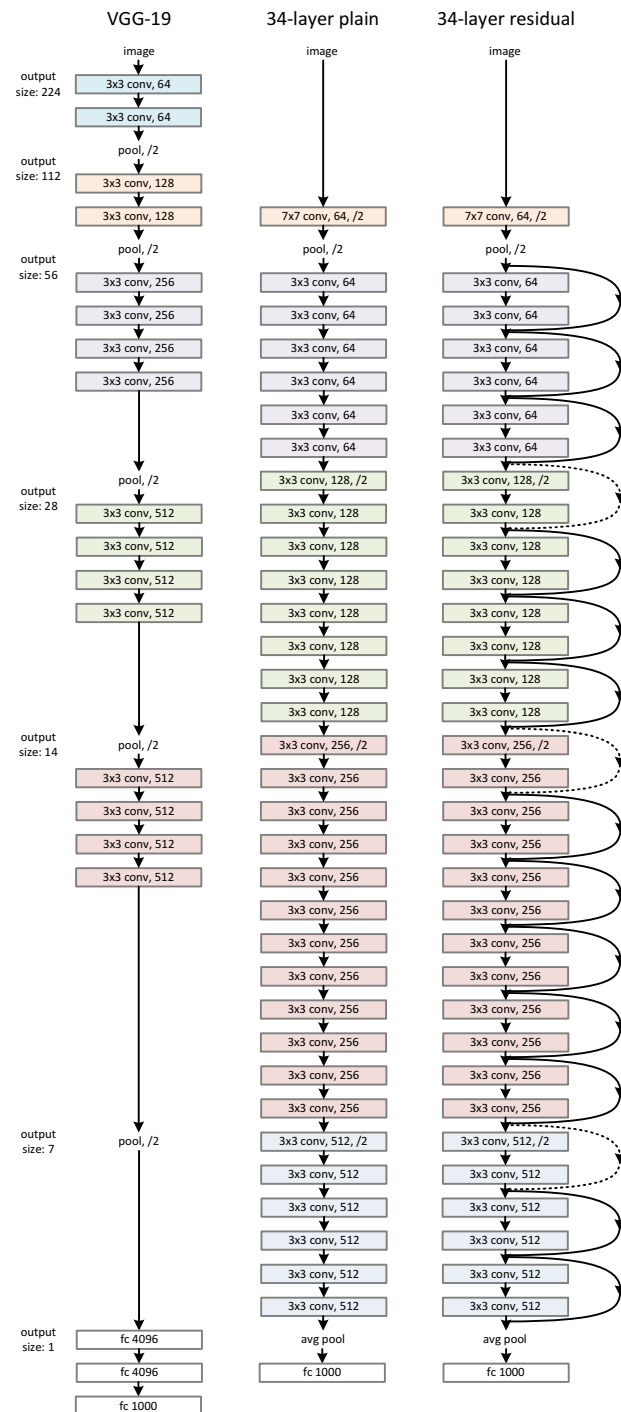 output
size: 224
output
size: 112
output
size: 56
output
size: 28
output
size: 14
output
size: 7
output
size: 1
VGG-19
image
3x3 conv, 64
3x3 conv, 64
pool, /2
3x3 conv, 128
3x3 conv, 128
pool, /2
3x3 conv, 256
3x3 conv, 256
3x3 conv, 256
3x3 conv, 256
pool, /2
3x3 conv, 512
3x3 conv, 512
3x3 conv, 512
3x3 conv, 512
pool, /2
3x3 conv, 512
3x3 conv, 512
3x3 conv, 512
3x3 conv, 512
pool, /2
fc 4096
fc 4096
fc 1000
34-layer plain
image
7x7 conv, 64, /2
pool, /2
3x3 conv, 64
3x3 conv, 64
3x3 conv, 64
3x3 conv, 64
3x3 conv, 64
3x3 conv, 64
3x3 conv, 128, /2
3x3 conv, 128
3x3 conv, 128
3x3 conv, 128
3x3 conv, 128
3x3 conv, 128
3x3 conv, 128
3x3 conv, 128
3x3 conv, 256, /2
3x3 conv, 256
3x3 conv, 256
3x3 conv, 256
3x3 conv, 256
3x3 conv, 256
3x3 conv, 256
3x3 conv, 256
3x3 conv, 256
3x3 conv, 256
3x3 conv, 256
3x3 conv, 256
3x3 conv, 512, /2
3x3 conv, 512
3x3 conv, 512
3x3 conv, 512
3x3 conv, 512
3x3 conv, 512
avg pool
fc 1000
34-layer residual
image
7x7 conv, 64, /2
pool, /2
3x3 conv, 64
3x3 conv, 64
3x3 conv, 64
3x3 conv, 64
3x3 conv, 64
3x3 conv, 64
3x3 conv, 128, /2
3x3 conv, 128
3x3 conv, 128
3x3 conv, 128
3x3 conv, 128
3x3 conv, 128
3x3 conv, 128
3x3 conv, 128
3x3 conv, 256, /2
3x3 conv, 256
3x3 conv, 256
3x3 conv, 256
3x3 conv, 256
3x3 conv, 256
3x3 conv, 256
3x3 conv, 256
3x3 conv, 256
3x3 conv, 256
3x3 conv, 256
3x3 conv, 256
3x3 conv, 512, /2
3x3 conv, 512
3x3 conv, 512
3x3 conv, 512
3x3 conv, 512
3x3 conv, 512
avg pool
fc 1000